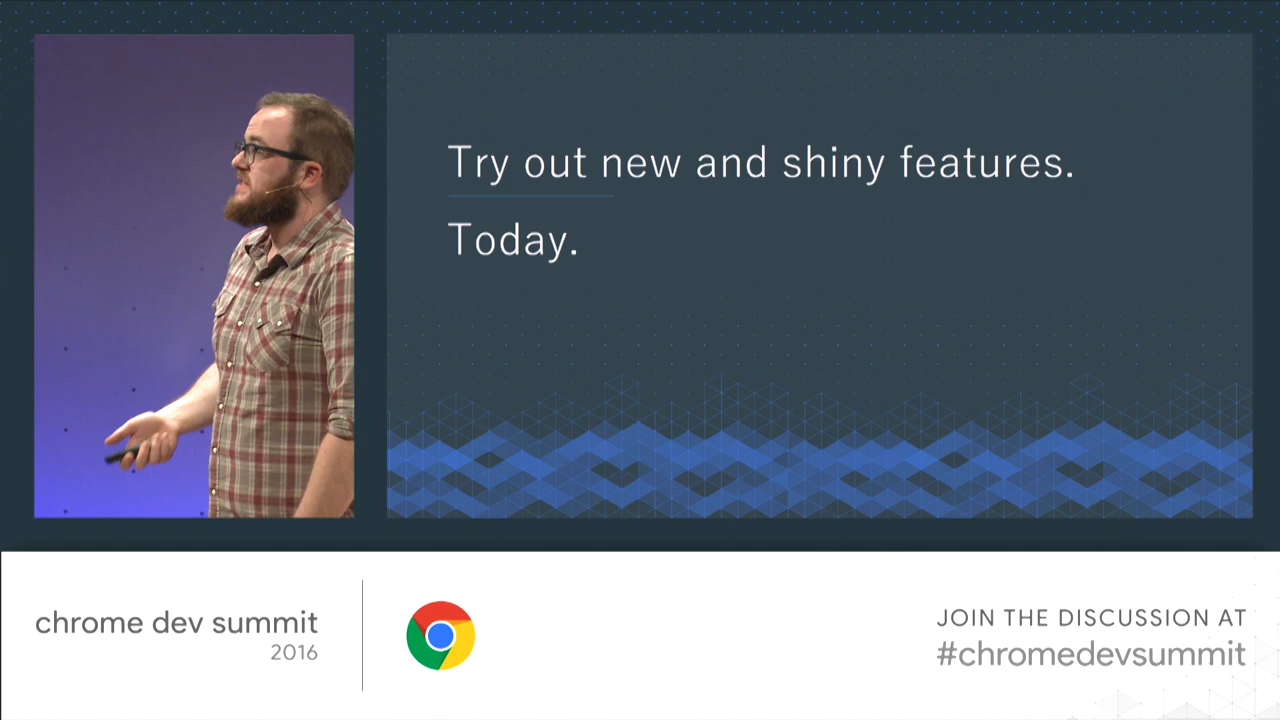 Try out new and shiny features.
Today.
chrome dev summit
2016
JOIN THE DISCUSSION AT
#chromedevsummit